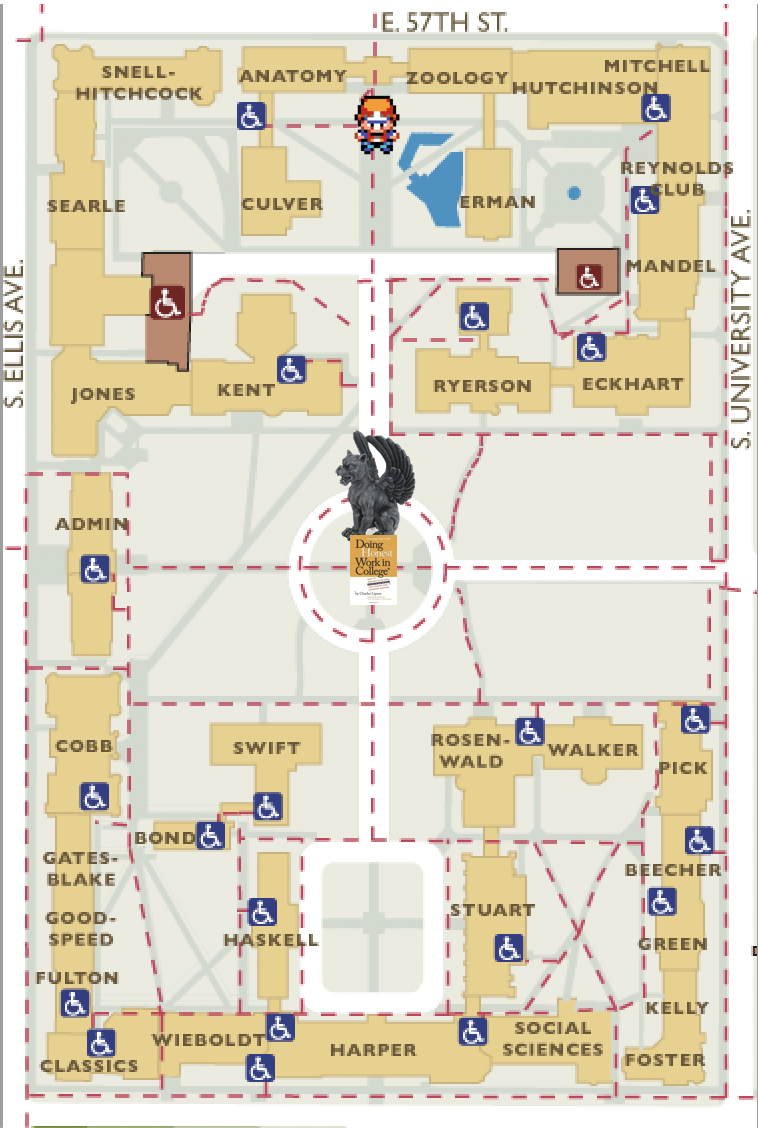 E. 57TH ST.
SNELL-
HITCHCOCK
ANATOMY
ZOOLOGY
MITCHELL
HUTCHINSON
REYNOLDS
CLUB
SEARLE
CULVER
ERMAN
MANDEL
S. ELLIS AVE.
S. UNIVERSITY AVE.
JONES
KENT
RYERSON
ECKHART
ADMIN
Doing
Honest
Work in
College
COBB
SWIFT
ROSEN-
WALD
WALKER
PICK
BOND
GATES-
BLAKE
BEECHER
GOOD-
SPEED
HASKELL
STUART
GREEN
FULTON
KELLY
CLASSICS
WIEBOLDT
HARPER
SOCIAL
SCIENCES
FOSTER